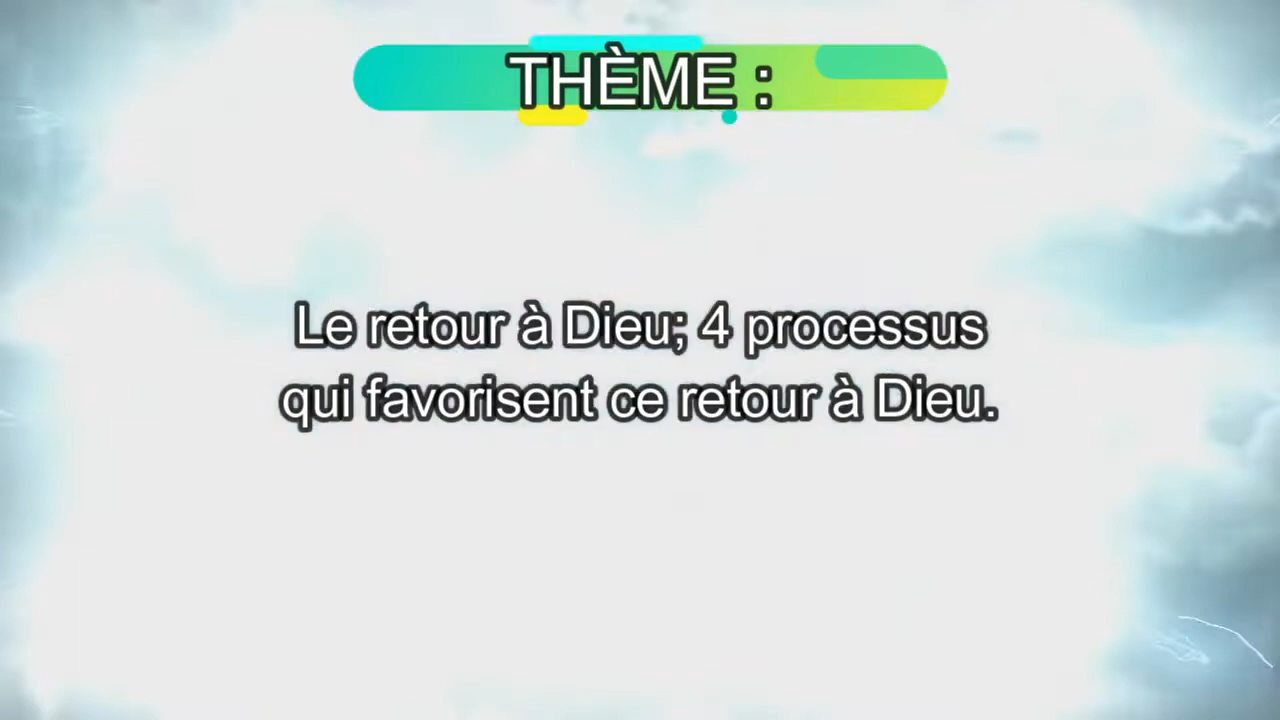 THÈME :
Le retour à Dieu; 4 processus
qui favorisent ce retour à Dieu.